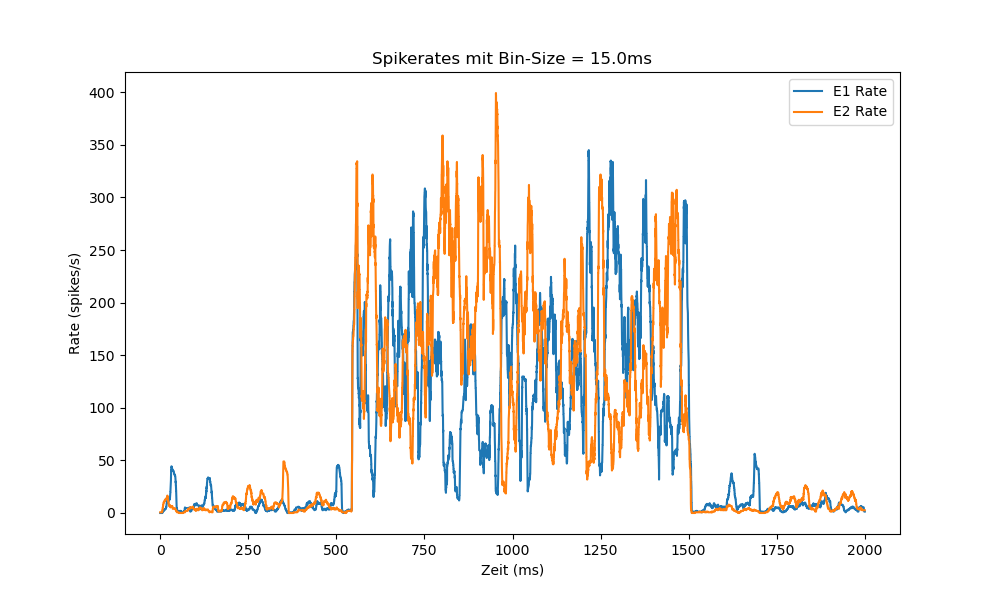 Spikerates mit Bin-Size = 15.0ms
E1 Rate
E2 Rate
Rate (spikes/s)
400
350
300
250
200
150
100
50
0
0 250 500 750 1000 1250 1500 1750 2000
Zeit (ms)